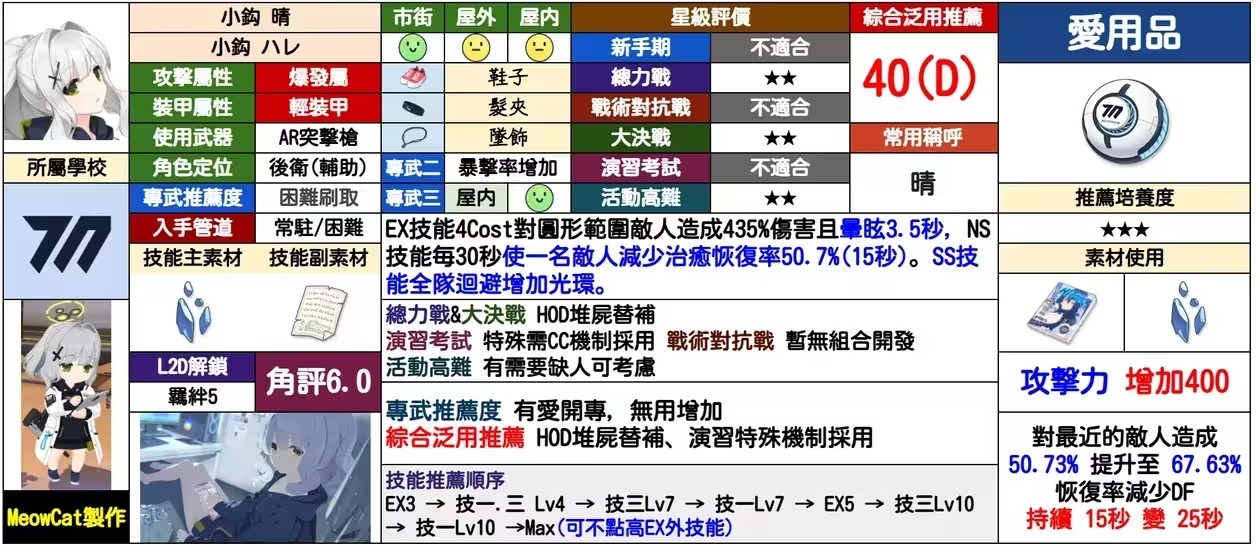 小鈎 晴
小鈎 ハレ
攻擊屬性 爆發屬
裝甲屬性 輕裝甲
使用武器 AR突擊槍
角色定位 後衛(輔助)
專武推薦度 困難刷取
入手管道 常駐/困難
技能主素材 技能副素材
L2D解鎖
羈絆5
角評6.0
所屬學校
MeowCat製作
市街 屋外 屋內
鞋子
髮夾
墜飾
專武二 暴擊率增加
專武三 屋内
星級評價
新手期 不適合
總力戰 ★★
戰術對抗戰 不適合
大決戰 ★★
演習考試 不適合
活動高難 ★★
綜合泛用推薦
40(D)
常用稱呼
晴
EX技能4Cost對圓形範圍敵人造成435%傷害且暈眩3.5秒, NS
技能每30秒使一名敵人減少治癒恢復率50.7%(15秒)。SS技
能全隊迴避增加光環。
總力戰&大決戰 HOD堆屍替補
演習考試 特殊需CC機制採用 戰術對抗戰 暫無組合開發
活動高難 有需要缺人可考慮
專武推薦度 有愛開專, 無用增加
綜合泛用推薦 HOD堆屍替補、演習特殊機制採用
技能推薦順序
EX3 → 技一.三 Lv4 → 技三Lv7 → 技一Lv7 → EX5 → 技三Lv10
→ 技一Lv10 →Max(可不點高EX外技能)
愛用品
推薦培養度
★★★
素材使用
攻擊力 增加400
對最近的敵人造成
50.73% 提升至 67.63%
恢復率減少DF
持續 15秒 變 25秒